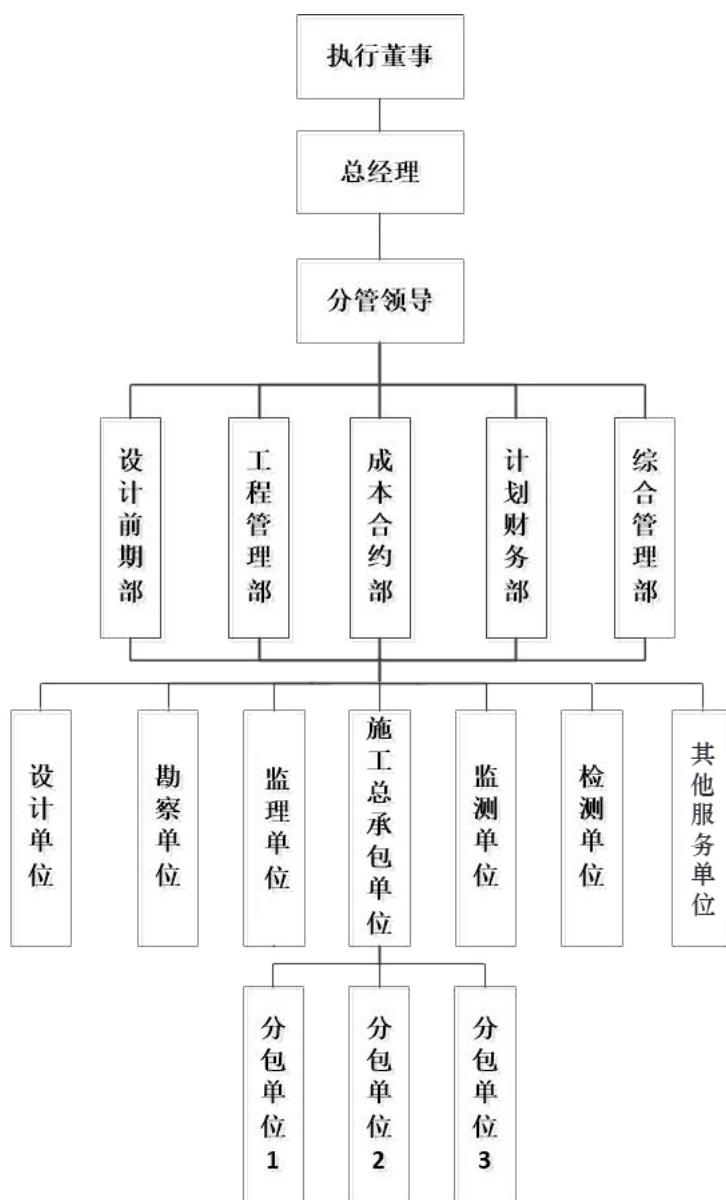 执行董事
总经理
分管领导
设计前期部
工程管理部
成本合约部
计划财务部
综合管理部
设计单位
勘察单位
监理单位
施工总承包单位
监测单位
检测单位
其他服务单位
分包单位1
分包单位2
分包单位3